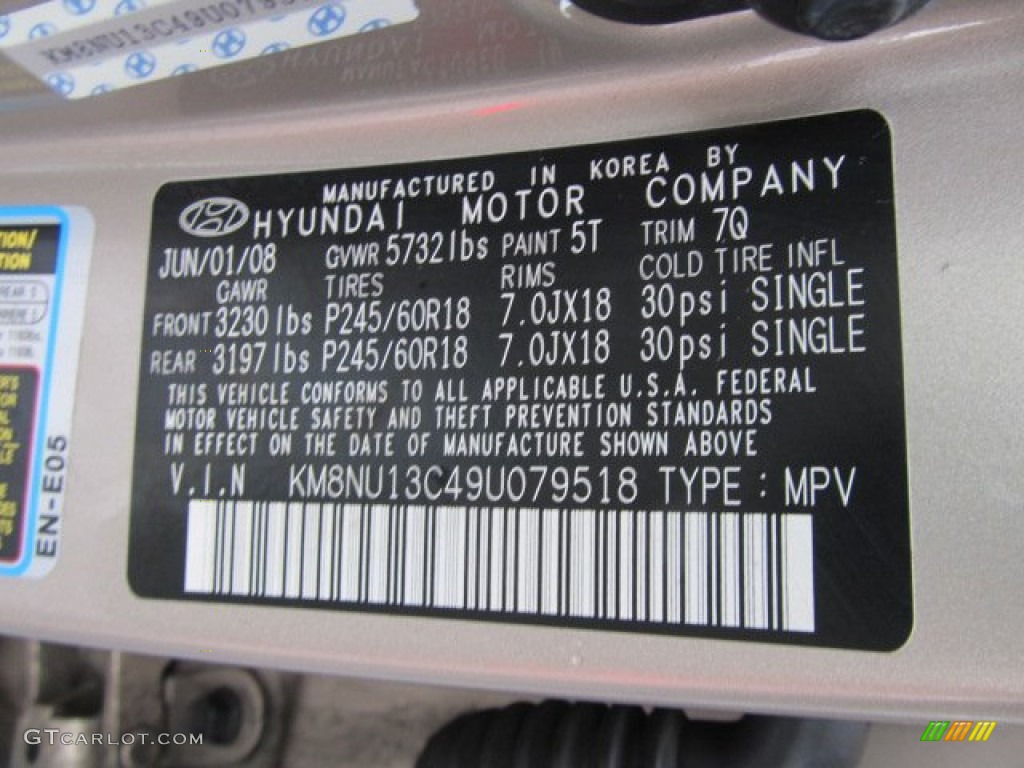 KM8NU13C49U079518
MANUFACTURED IN KOREA BY
HYUNDAI MOTOR COMPANY
JUN/01/08 GVWR 5732lbs PAINT 5T TRIM 7Q
GAWR TIRES RIMS COLD TIRE INFL
FRONT 3230lbs P245/60R18 7.0JX18 30psi SINGLE
REAR 3197lbs P245/60R18 7.0JX18 30psi SINGLE
THIS VEHICLE CONFORMS TO ALL APPLICABLE U.S.A. FEDERAL
MOTOR VEHICLE SAFETY AND THEFT PREVENTION STANDARDS
IN EFFECT ON THE DATE OF MANUFACTURE SHOWN ABOVE
V.I.N KM8NU13C49U079518 TYPE : MPV
EN-E05
GTCARLOT.COM